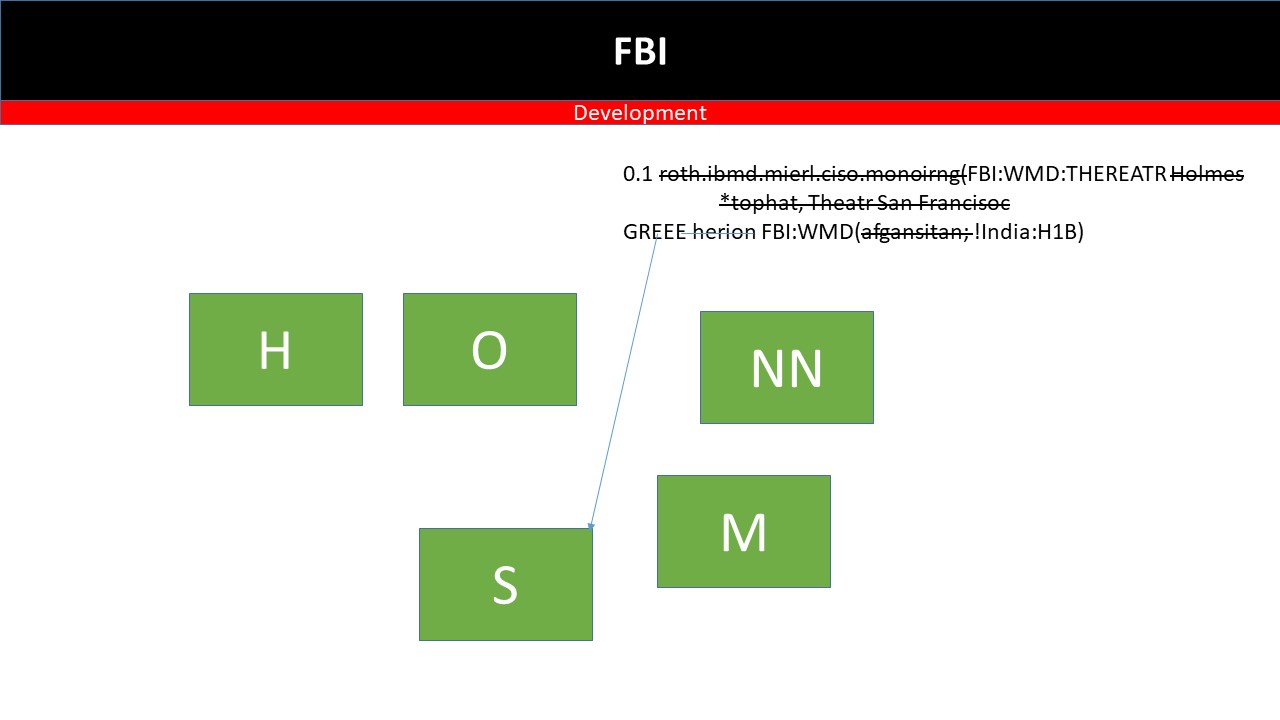 FBI
Development
0.1 roth.ibmd.mierl.ciso.monoirng(FBI:WMD:THEREATR Holmes
*tophat, Theatr San Francisoc
GREEE herion FBI:WMD(afgansitan; !India:H1B)
H
O
NN
M
S